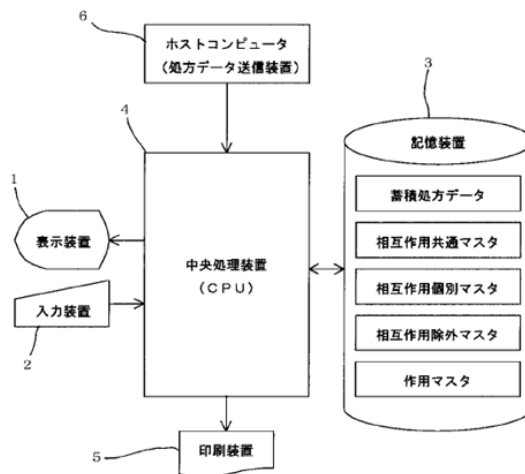 6
ホストコンピュータ
(処方データ送信装置)
3
4
記憶装置
1
蓄積処方データ
表示装置
相互作用共通マスタ
中央処理装置
(CPU)
相互作用個別マスタ
入力装置
2
相互作用除外マスタ
作用マスタ
5
印刷装置